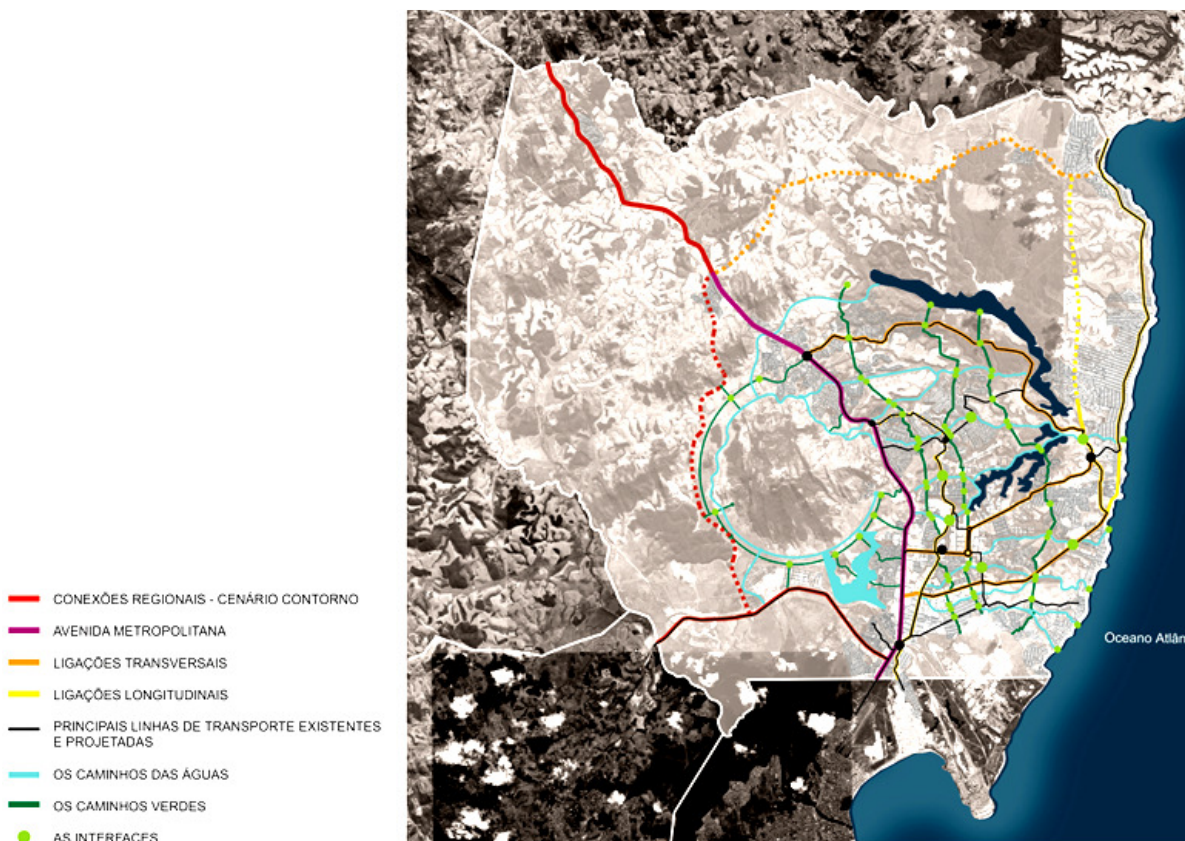 CONEXÕES REGIONAIS - CENÁRIO CONTORNO
AVENIDA METROPOLITANA
LIGAÇÕES TRANSVERSAIS
LIGAÇÕES LONGITUDINAIS
PRINCIPAIS LINHAS DE TRANSPORTE EXISTENTES
E PROJETADAS
OS CAMINHOS DAS ÁGUAS
OS CAMINHOS VERDES
AS INTERFACES
Oceano Atlân